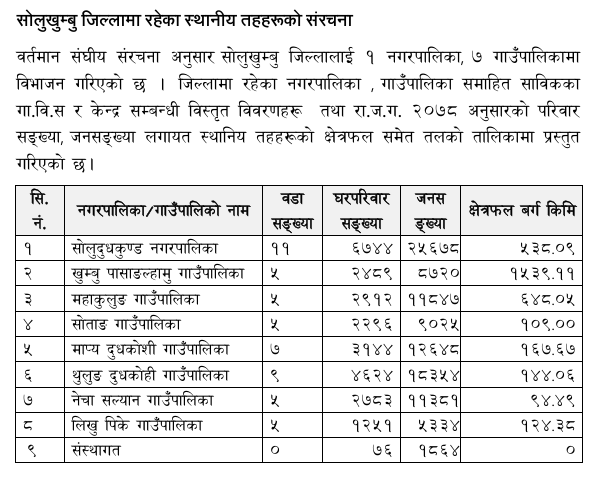 सोलुखुम्बु जिल्लामा रहेका स्थानीय तहहरूको संरचना
वर्तमान संघीय संरचना अनुसार सोलुखुम्बु जिल्लालाई १ नगरपालिका, ७ गाउँपालिकामा
विभाजन गरिएको छ । जिल्लामा रहेका नगरपालिका , गाउँपालिका समाहित साविकका
गा.वि.स र केन्द्र सम्बन्धी विस्तृत विवरणहरू तथा रा.ज.ग. २०७८ अनुसारको परिवार
सङ्ख्या, जनसङ्ख्या लगायत स्थानिय तहहरूको क्षेत्रफल समेत तलको तालिकामा प्रस्तुत
गरिएको छ।
सि. नं. नगरपालिका/गाउँपालिको नाम वडा सङ्ख्या घरपरिवार सङ्ख्या जनस ङ्ख्या क्षेत्रफल बर्ग किमि
१ सोलुदुधकुण्ड नगरपालिका ११ ६७४४ २५६७८ ५३८.०९
२ खुम्बु पासाङल्हामु गाउँपालिका ५ २४८९ ८७२० १५३९.११
३ महाकुलुङ गाउँपालिका ५ २९१२ ११८४७ ६४८.०५
४ सोताङ गाउँपालिका ५ २२९६ ९०२५ १०९.००
५ माप्य दुधकोशी गाउँपालिका ७ ३१४४ १२६४८ १६७.६७
६ थुलुङ दुधकोही गाउँपालिका ९ ४६२४ १८३५४ १४४.०६
७ नेचा सल्यान गाउँपालिका ५ २७८३ ११३८१ ९४.४९
८ लिखु पिके गाउँपालिका ५ १२५१ ५३३४ १२४.३८
९ संस्थागत ० ७६ १८६४ ०